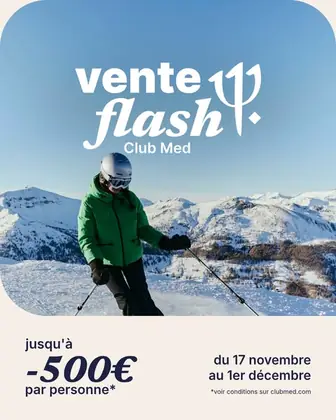 vente
flash
Club Med
jusqu'à
-500€
par personne*
du 17 novembre
au 1er décembre
*voir conditions sur clubmed.com